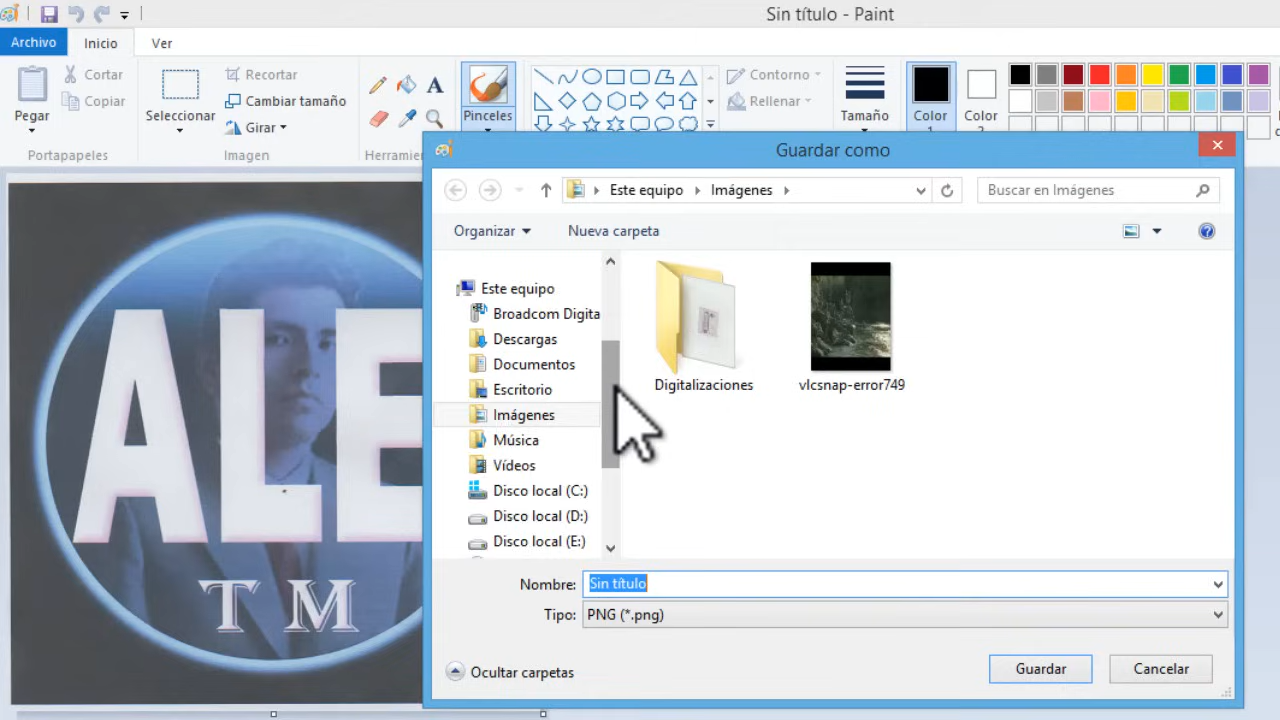 Sin título - Paint
Archivo Inicio Ver
Pegar
Cortar
Copiar
Portapapeles
Seleccionar
Recortar
Cambiar tamaño
Girar
Imagen
A
Pinceles
Contorno
Rellenar
Tamaño
Color
Color
Guardar como
Este equipo Imágenes
Buscar en Imágenes
Organizar Nueva carpeta
Este equipo
Broadcom Digita
Descargas
Documentos
Escritorio
Imágenes
Música
Vídeos
Disco local (C:)
Disco local (D:)
Disco local (E:)
Digitalizaciones
vlcsnap-error749
Nombre: Sin título
Tipo: PNG (*.png)
Ocultar carpetas
Guardar Cancelar
ALE
TM